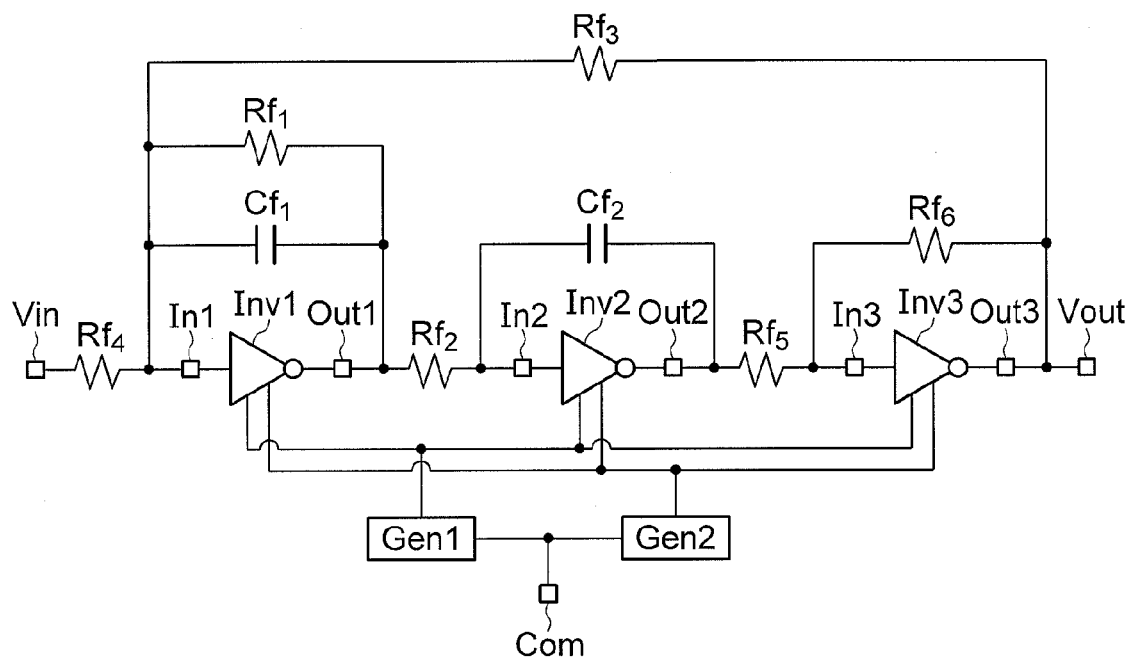 Rf3
Rf1
Cf1
Cf2
Rf6
Vin
Rf4
In1
Inv1
Out1
Rf2
In2
Inv2
Out2
Rf5
In3
Inv3
Out3
Vout
Gen1
Gen2
Com